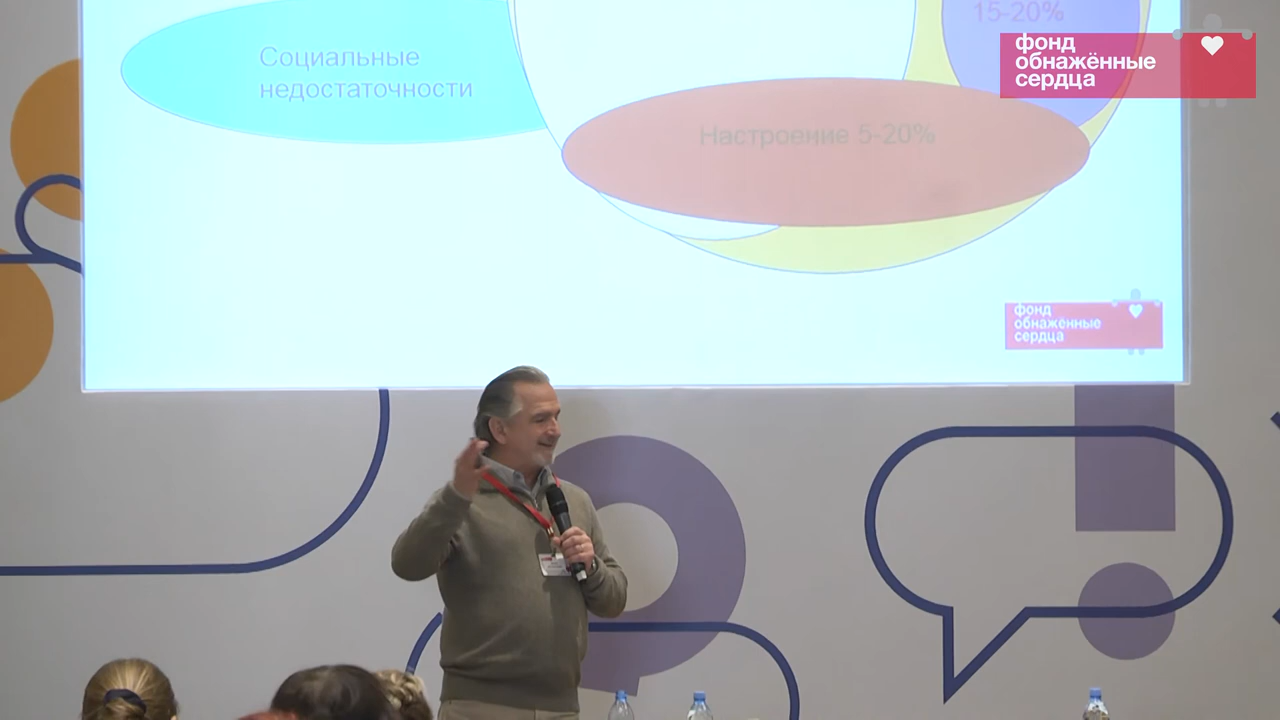 15-20%
фонд
обнажённые
сердца
Социальные
недостаточности
Настроение 5-20%
фонд
обнажённые
сердца